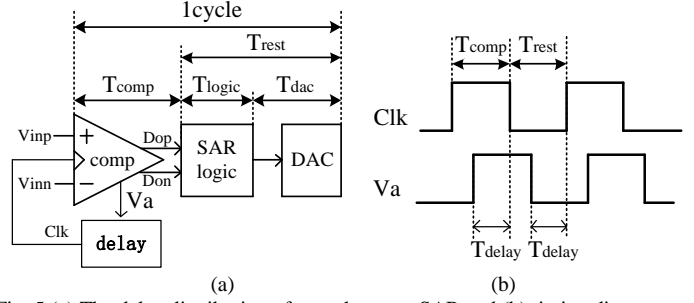 1cycle
Trest
Tcomp
Tlogic
Tdac
Vinp
Vinn
comp
Dop
Don
SAR
logic
DAC
Va
Clk
delay
(a)
Tcomp
Trest
Clk
Va
Tdelay
Tdelay
(b)